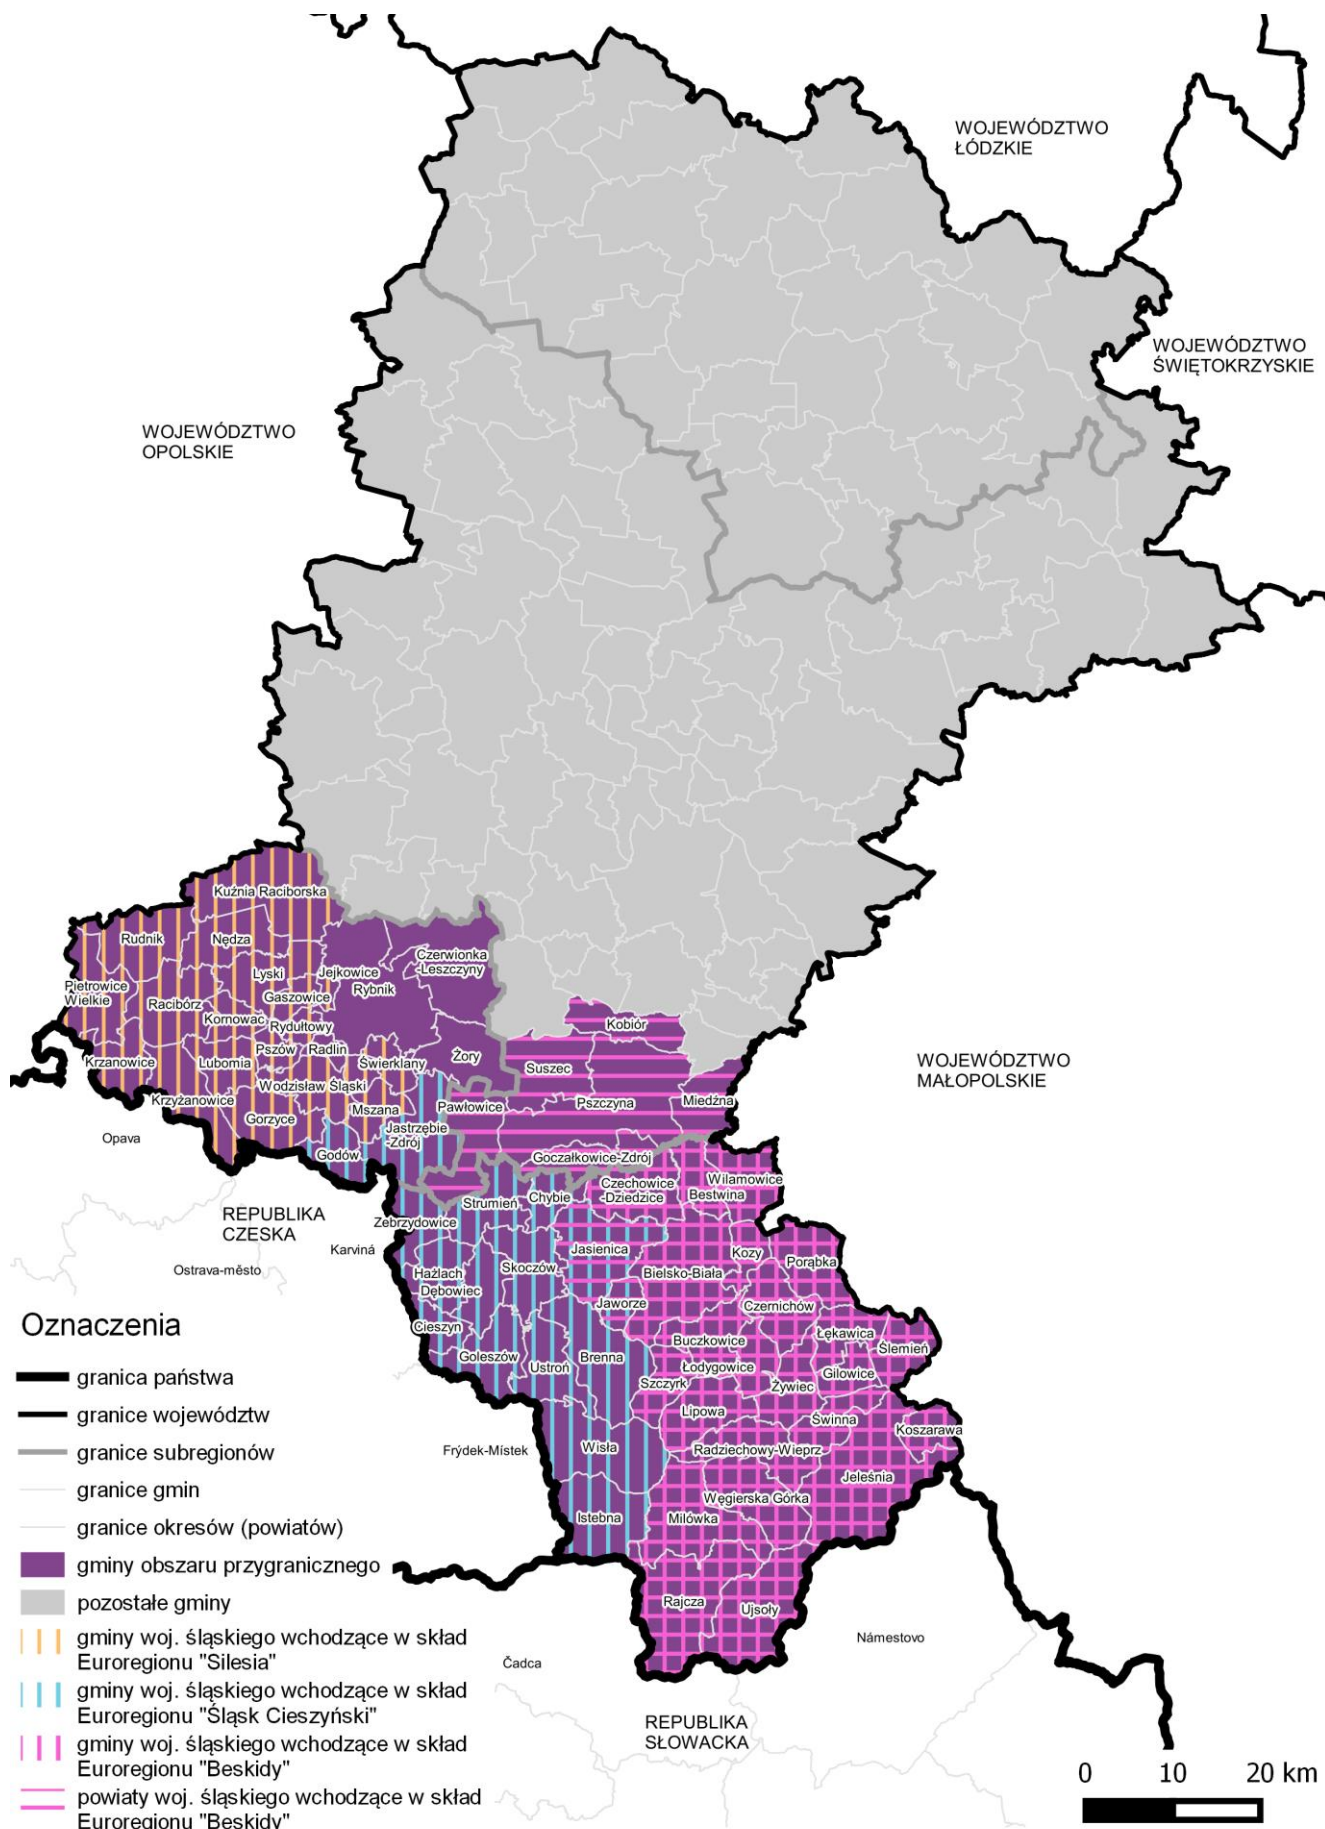 WOJEWÓDZTWO
ŁÓDZKIE
WOJEWÓDZTWO
ŚWIĘTOKRZYSKIE
WOJEWÓDZTWO
OPOLSKIE
Kuźnia Raciborska
Rudnik
Nędza
Czerwionka
-Leszczyny
Lyski
Jejkowice
Rybnik
Pietrowice
Wielkie
Racibórz
Gaszowice
Kornowac
Rydułtowy
Kobiór
Krzanowice
Lubomia
Pszów
Radlin
Świerklany
Żory
Suszec
WOJEWÓDZTWO
MAŁOPOLSKIE
Wodzisław Śląski
Krzyżanowice
Gorzyce
Mszana
Pawłowice
Pszczyna
Miedźna
Jastrzębie
-Zdrój
Opava
Godów
Goczałkowice-Zdrój
Czechowice
-Dziedzice
Wilamowice
Bestwina
Strumień
Chybie
REPUBLIKA
CZESKA
Zebrzydowice
Karviná
Jasienica
Kozy
Porąbka
Ostrava-město
Hażlach
Skoczów
Bielsko-Biała
Dębowiec
Jaworze
Czernichów
Cieszyn
Buczkowice
Łękawica
Ślemień
Goleszów
Ustroń
Brenna
Łodygowice
Gilowice
Szczyrk
Żywiec
Lipowa
Świnna
Koszarawa
Frýdek-Místek
Wisła
Radziechowy-Wieprz
Jeleśnia
Węgierska Górka
Istebna
Milówka
Rajcza
Ujsoły
Námestovo
Čadca
REPUBLIKA
SŁOWACKA
Oznaczenia
granica państwa
granice województw
granice subregionów
granice gmin
granice okresów (powiatów)
gminy obszaru przygranicznego
pozostałe gminy
gminy woj. śląskiego wchodzące w skład
Euroregionu "Silesia"
gminy woj. śląskiego wchodzące w skład
Euroregionu "Śląsk Cieszyński"
gminy woj. śląskiego wchodzące w skład
Euroregionu "Beskidy"
powiaty woj. śląskiego wchodzące w skład
Euroregionu "Beskidy"
0 10 20 km